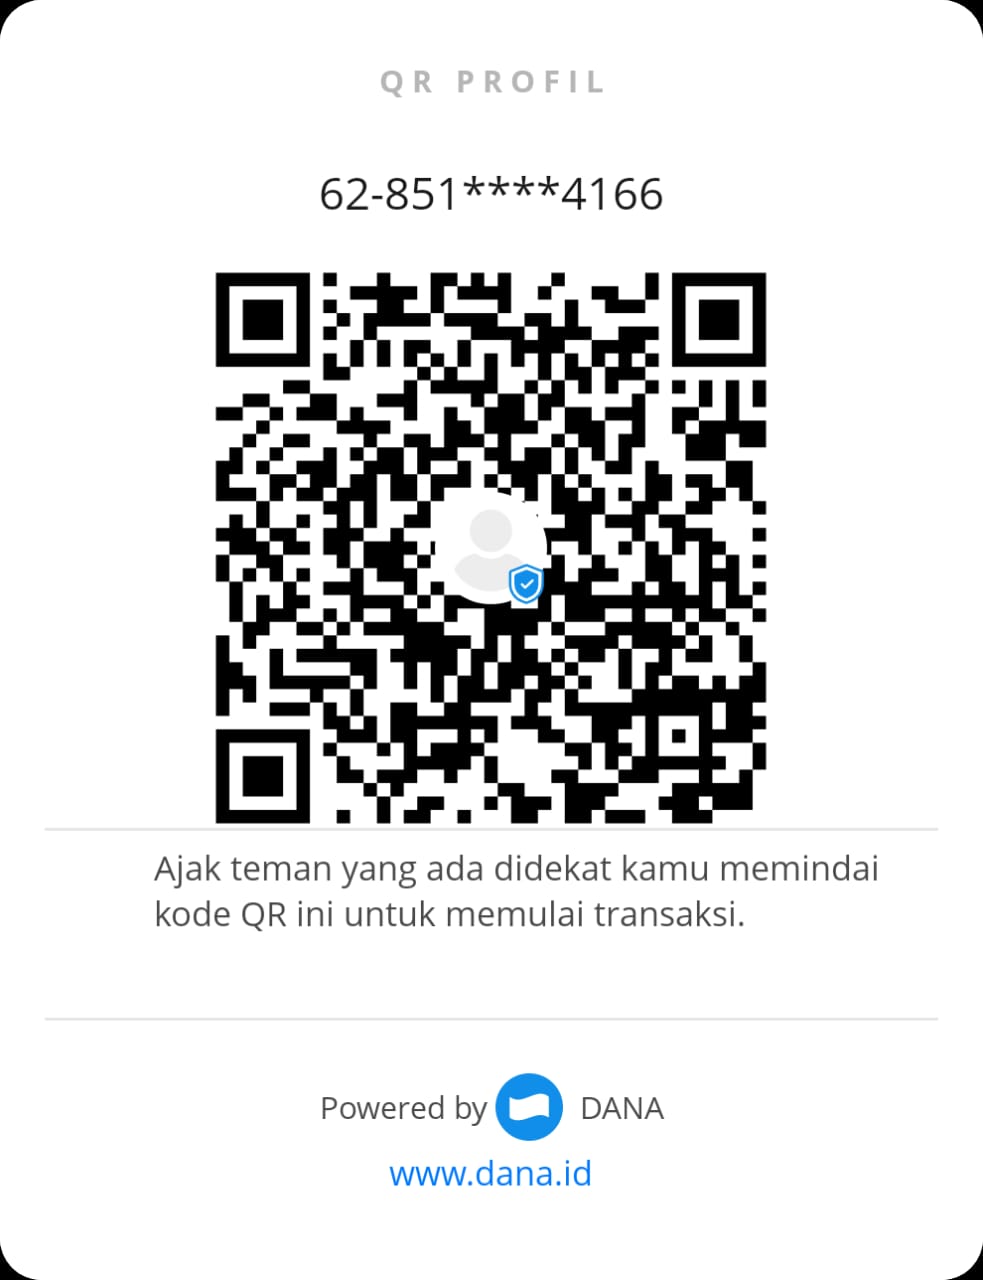 QR PROFIL
62-851****4166
Ajak teman yang ada didekat kamu memindai
kode QR ini untuk memulai transaksi.
Powered by DANA
www.dana.id